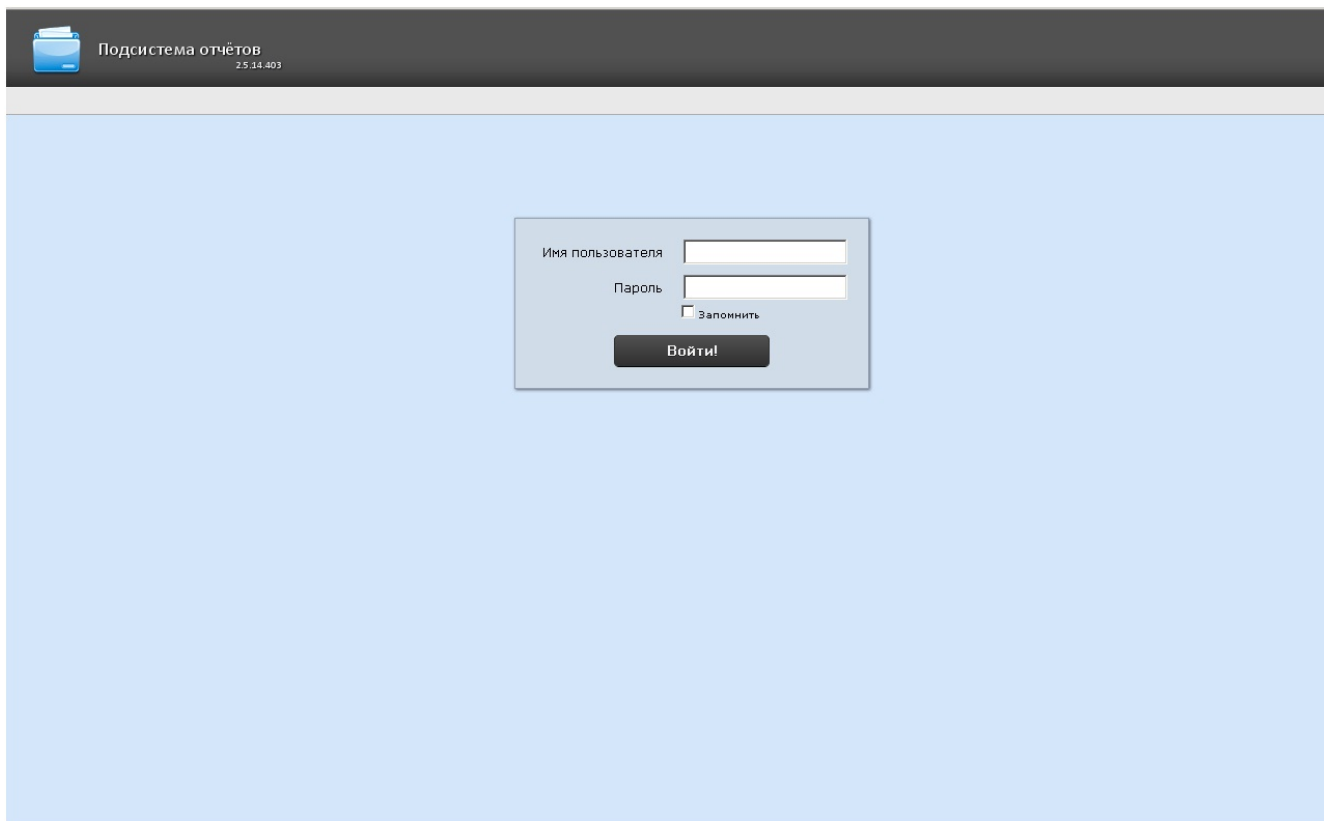 Подсистема отчётов
2.5.14.403
Имя пользователя
Пароль
Запомнить
Войти!